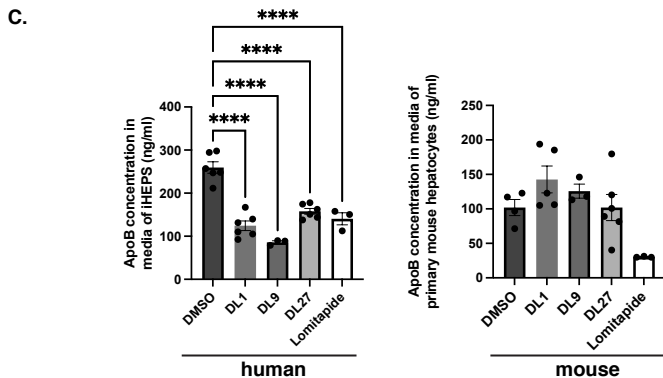 C.
****
****
****
****
ApoB concentration in
media of iHEPS (ng/ml)
400
300
200
100
0
DMSO
DL1
DL9
DL27
Lomitapide
human
ApoB concentration in media of
primary mouse hepatocytes (ng/ml)
250
200
150
100
50
0
DMSO
DL1
DL9
DL27
Lomitapide
mouse